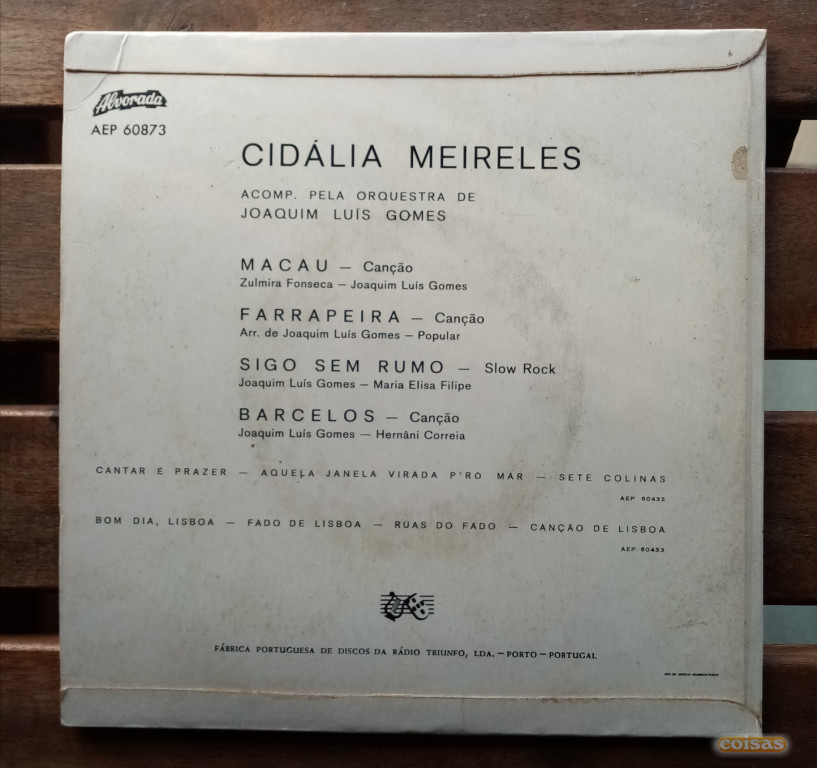 Alvorada
AEP 60873
CIDÁLIA MEIRELES
ACOMP. PELA ORQUESTRA DE
JOAQUIM LUÍS GOMES
MACAU — Canção
Zulmira Fonseca — Joaquim Luís Gomes
FARRAPEIRA — Canção
Arr. de Joaquim Luís Gomes — Popular
SIGO SEM RUMO — Slow Rock
Joaquim Luís Gomes — Maria Elisa Filipe
BARCELOS — Canção
Joaquim Luís Gomes — Hernâni Correia
CANTAR É PRAZER — AQUELA JANELA VIRADA P'RO MAR — SETE COLINAS
AEP 60432
BOM DIA, LISBOA — FADO DE LISBOA — RUAS DO FADO — CANÇÃO DE LISBOA
AEP 60433
FÁBRICA PORTUGUESA DE DISCOS DA RÁDIO TRIUNFO, LDA. — PORTO — PORTUGAL
coisas